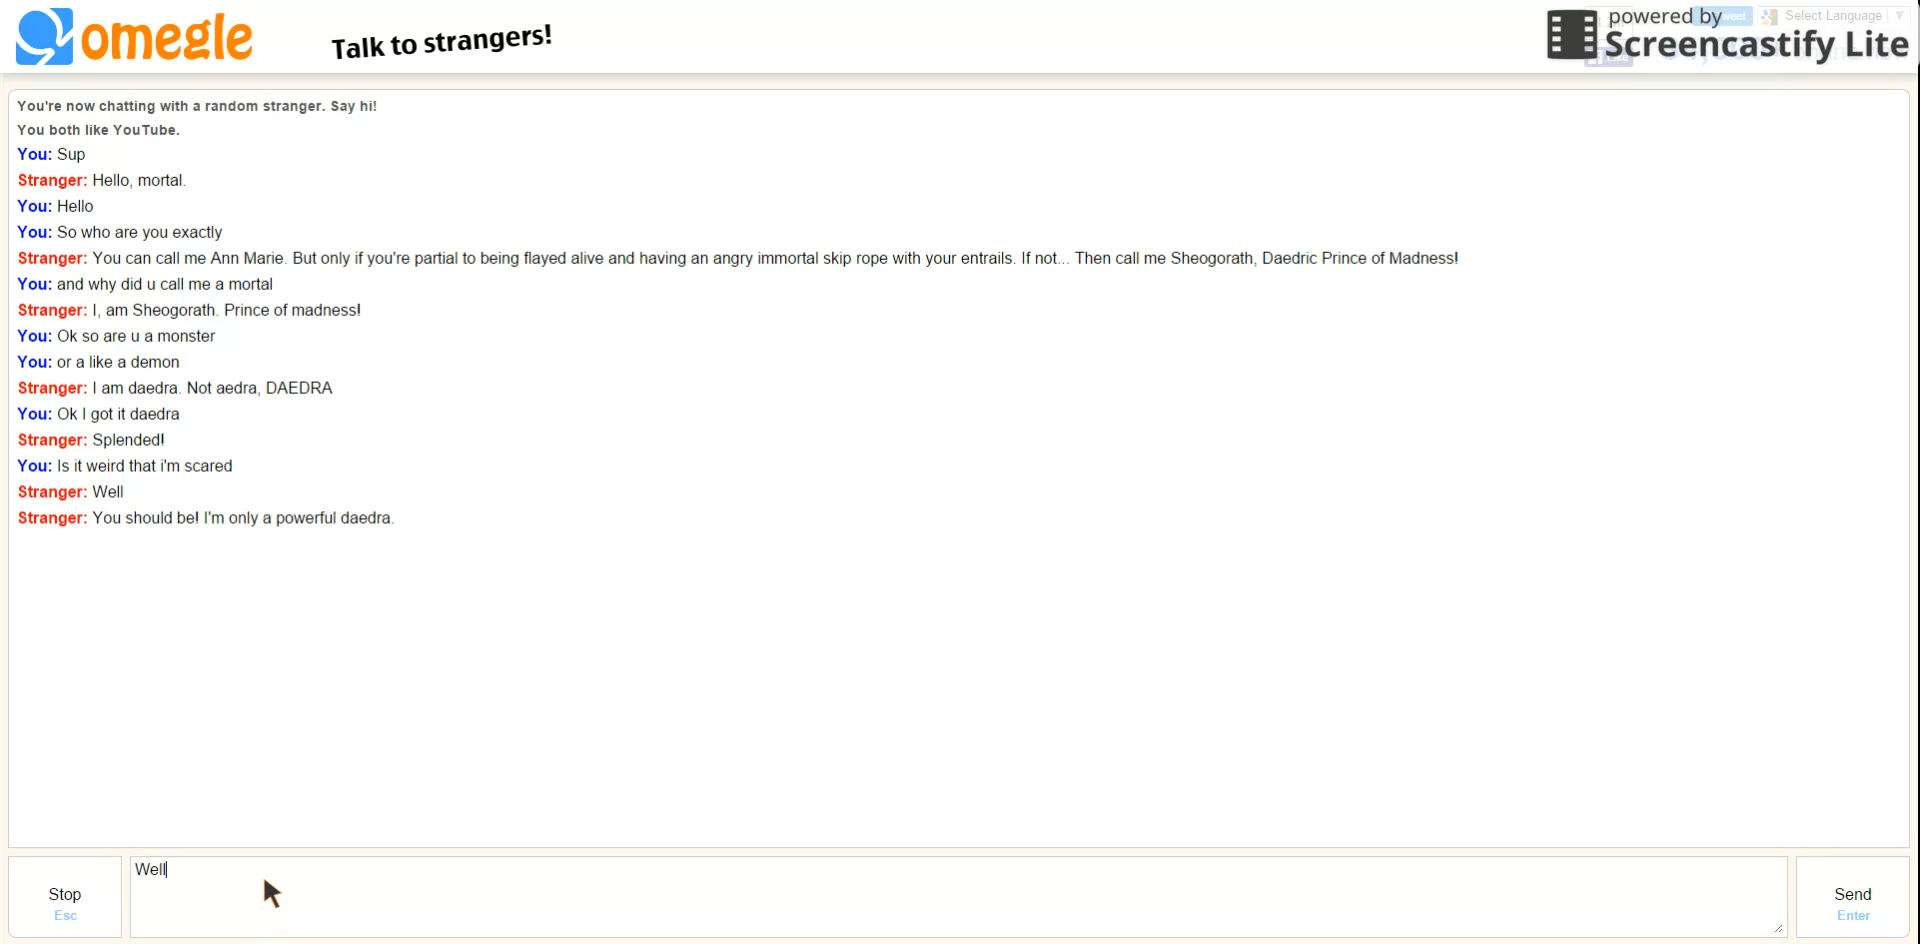 omegle
Talk to strangers!
powered by
Screencastify Lite
Select Language
You're now chatting with a random stranger. Say hi!
You both like YouTube.
You: Sup
Stranger: Hello, mortal.
You: Hello
You: So who are you exactly
Stranger: You can call me Ann Marie. But only if you're partial to being flayed alive and having an angry immortal skip rope with your entrails. If not... Then call me Sheogorath, Daedric Prince of Madness!
You: and why did u call me a mortal
Stranger: I, am Sheogorath. Prince of madness!
You: Ok so are u a monster
You: or a like a demon
Stranger: I am daedra. Not aedra, DAEDRA
You: Ok I got it daedra
Stranger: Splended!
You: Is it weird that i'm scared
Stranger: Well
Stranger: You should be! I'm only a powerful daedra.
Well
Stop
Esc
Send
Enter